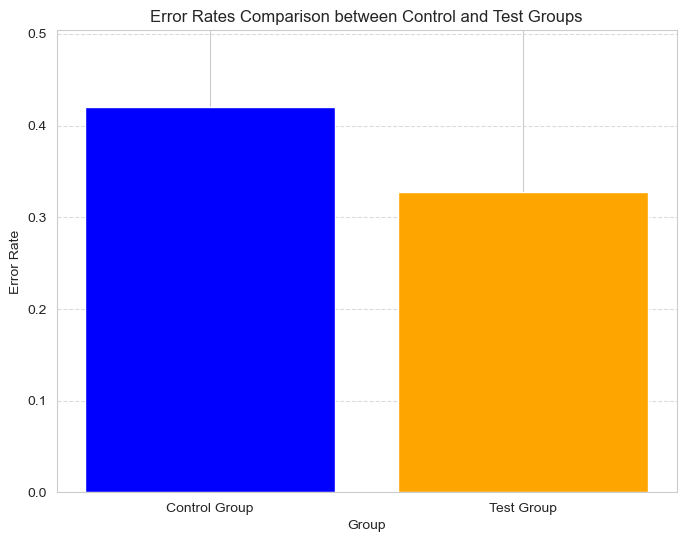 Error Rates Comparison between Control and Test Groups
0.5
0.4
0.3
0.2
0.1
0.0
Error Rate
Control Group
Test Group
Group